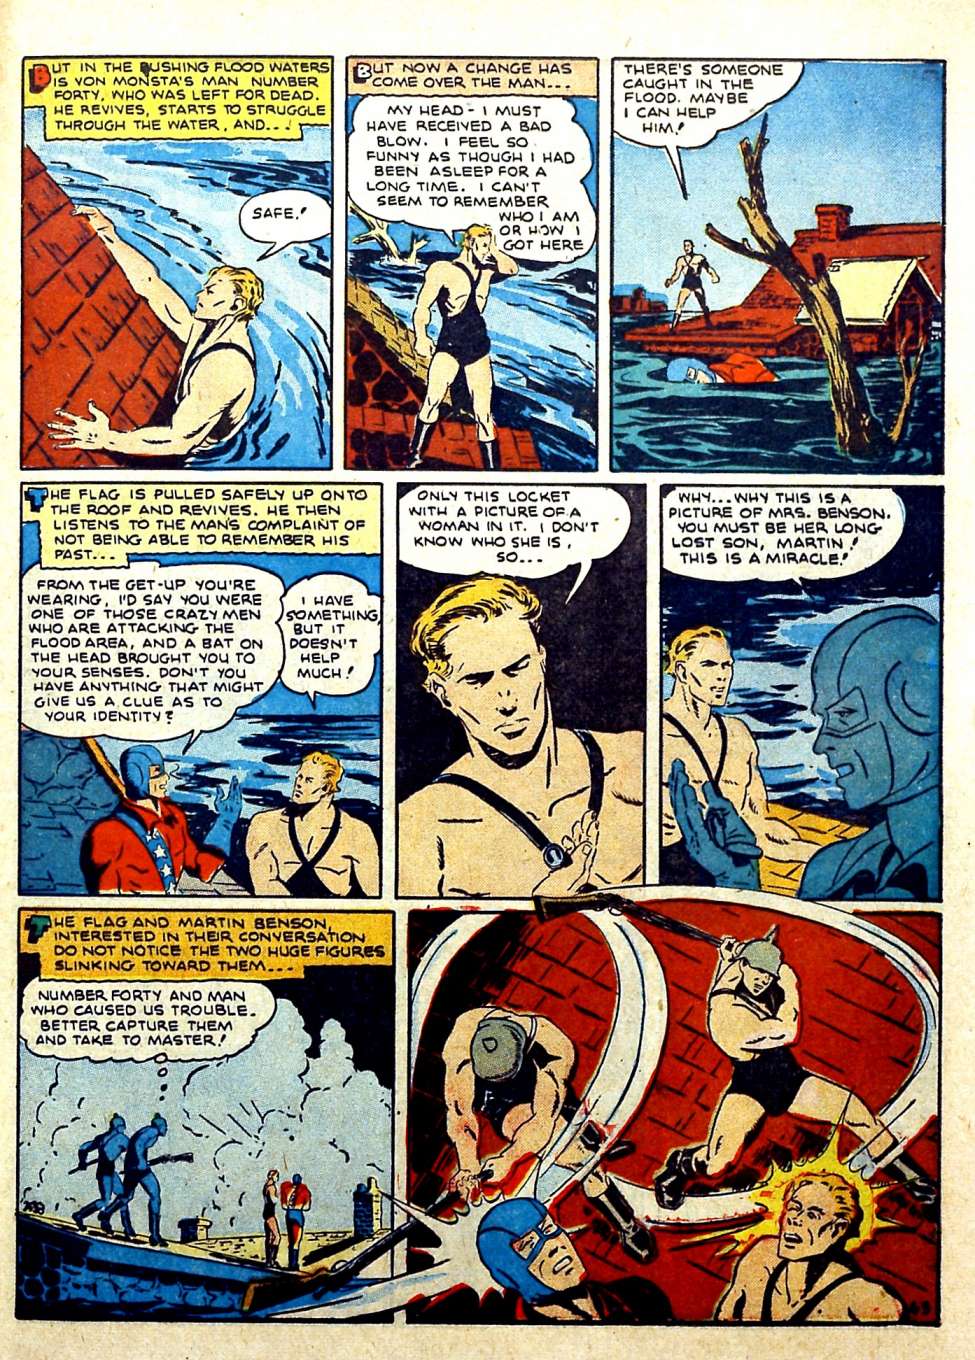 BUT IN THE RUSHING FLOOD WATERS
IS VON MONSTA'S MAN NUMBER
FORTY, WHO WAS LEFT FOR DEAD.
HE REVIVES, STARTS TO STRUGGLE
THROUGH THE WATER, AND...!
SAFE!
BUT NOW A CHANGE HAS
COME OVER THE MAN...
MY HEAD - I MUST
HAVE RECEIVED A BAD
BLOW. I FEEL SO
FUNNY AS THOUGH I HAD
BEEN ASLEEP FOR A
LONG TIME. I CAN'T
SEEM TO REMEMBER
WHO I AM
OR HOW I
GOT HERE
THERE'S SOMEONE
CAUGHT IN THE
FLOOD. MAYBE
I CAN HELP
HIM!
THE FLAG IS PULLED SAFELY UP ONTO
THE ROOF AND REVIVES. HE THEN
LISTENS TO THE MAN'S COMPLAINT OF
NOT BEING ABLE TO REMEMBER HIS
PAST...
FROM THE GET-UP YOU'RE
WEARING, I'D SAY YOU WERE
ONE OF THOSE CRAZY MEN
WHO ARE ATTACKING THE
FLOOD AREA, AND A BAT ON
THE HEAD BROUGHT YOU TO
YOUR SENSES. DON'T YOU
HAVE ANYTHING THAT MIGHT
GIVE US A CLUE AS TO
YOUR IDENTITY?
I HAVE
SOMETHING,
BUT IT
DOESN'T
HELP
MUCH!
ONLY THIS LOCKET
WITH A PICTURE OF A
WOMAN IN IT. I DON'T
KNOW WHO SHE IS,
SO...
WHY...WHY THIS IS A
PICTURE OF MRS. BENSON.
YOU MUST BE HER LONG
LOST SON, MARTIN!
THIS IS A MIRACLE!
THE FLAG AND MARTIN BENSON,
INTERESTED IN THEIR CONVERSATION
DO NOT NOTICE THE TWO HUGE FIGURES
SLINKING TOWARD THEM...
NUMBER FORTY AND MAN
WHO CAUSED US TROUBLE.
BETTER CAPTURE THEM
AND TAKE TO MASTER!